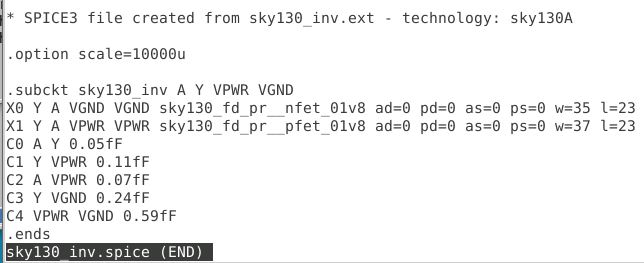 * SPICE3 file created from sky130_inv.ext - technology: sky130A
.option scale=10000u
.subckt sky130_inv A Y VPWR VGND
X0 Y A VGND VGND sky130_fd_pr__nfet_01v8 ad=0 pd=0 as=0 ps=0 w=35 l=23
X1 Y A VPWR VPWR sky130_fd_pr__pfet_01v8 ad=0 pd=0 as=0 ps=0 w=37 l=23
C0 A Y 0.05fF
C1 Y VPWR 0.11fF
C2 A VPWR 0.07fF
C3 Y VGND 0.24fF
C4 VPWR VGND 0.59fF
.ends
sky130_inv.spice (END)